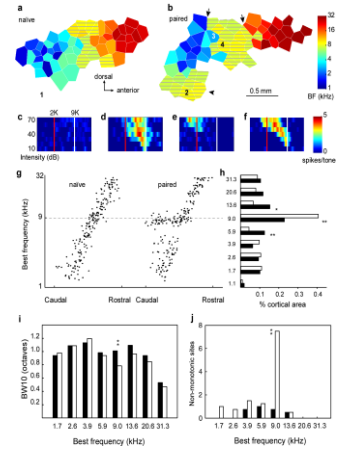 a
b
naïve
paired
32
16
8
4
2
1
BF (kHz)
3
4
1
2
dorsal
anterior
0.5 mm
c
d
e
f
2K
9K
70
40
10
Intensity (dB)
5
0
spikes/tone
g
h
32
9
1
Best frequency (kHz)
naïve
paired
Caudal
Rostral
Caudal
Rostral
31.3
20.6
13.6
9.0
5.9
3.9
2.6
1.7
1.1
*
**
**
0.1 0.2 0.3 0.4
% cortical area
i
j
1.2
1.0
0.8
0.6
0.4
0.2
BW10 (octaves)
**
1.7 2.6 3.9 5.9 9.0 13.6 20.6 31.3
Best frequency (kHz)
8
6
4
2
0
Non-monotonic sites
**
1.7 2.6 3.9 5.9 9.0 13.6 20.6 31.3
Best frequency (kHz)